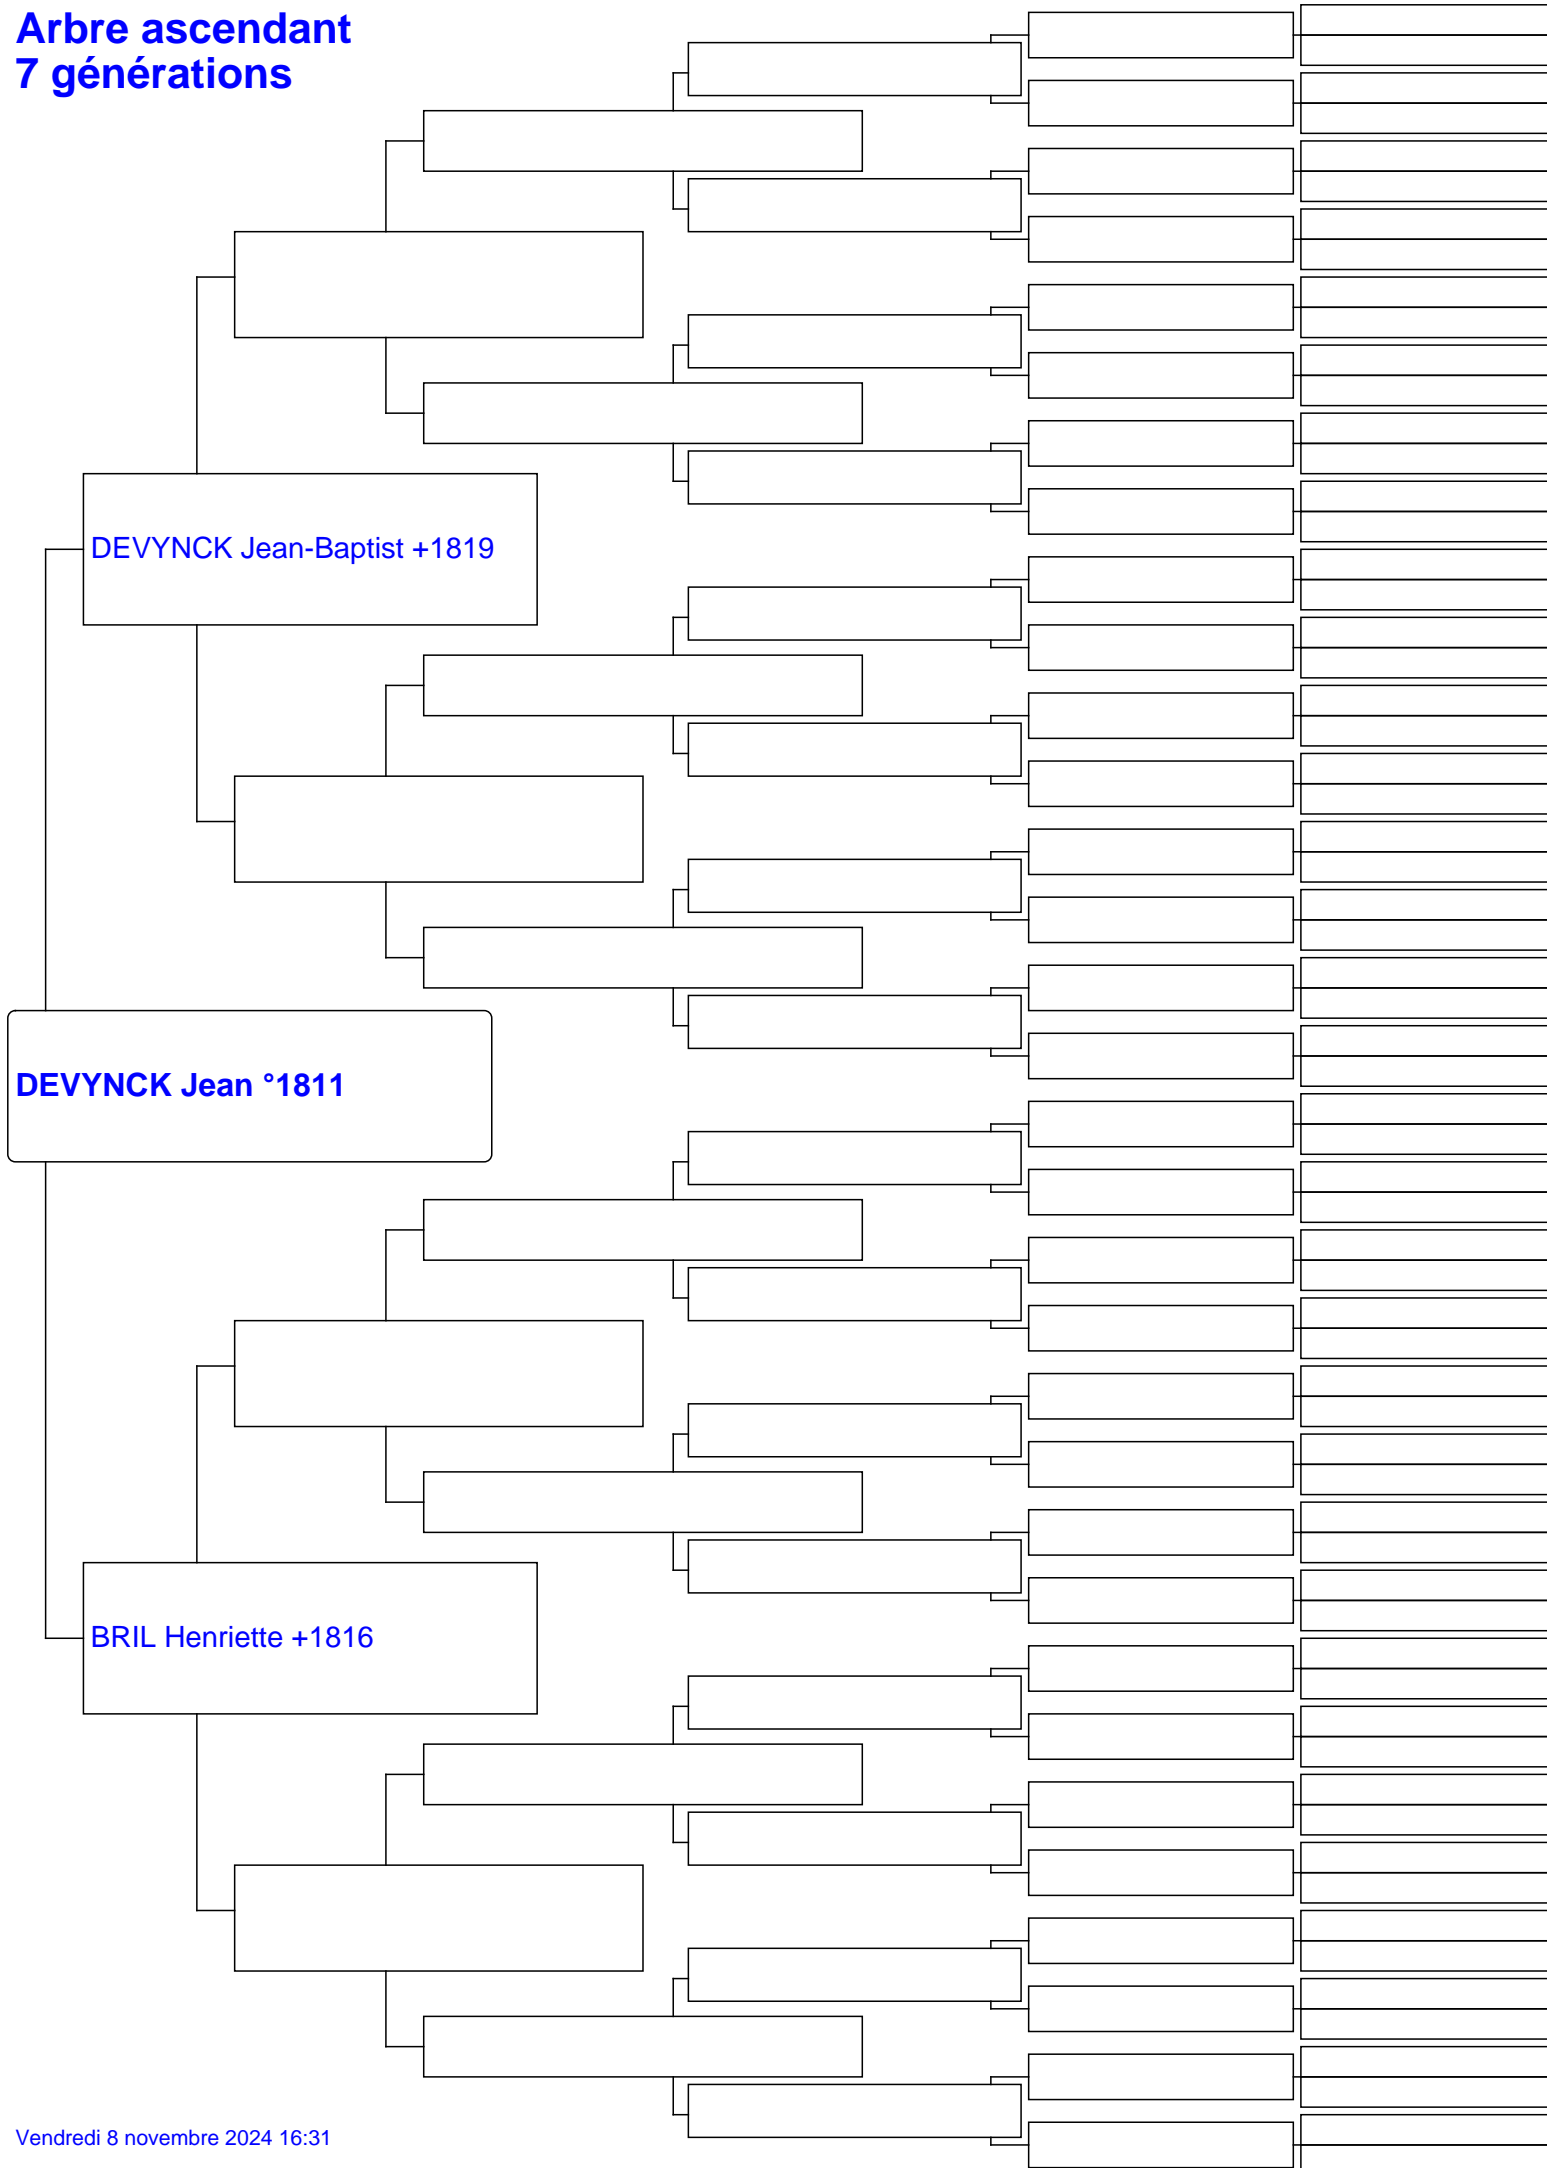 Arbre ascendant
7 générations
DEVYNCK Jean-Baptist +1819
DEVYNCK Jean °1811
BRIL Henriette +1816
Vendredi 8 novembre 2024 16:31